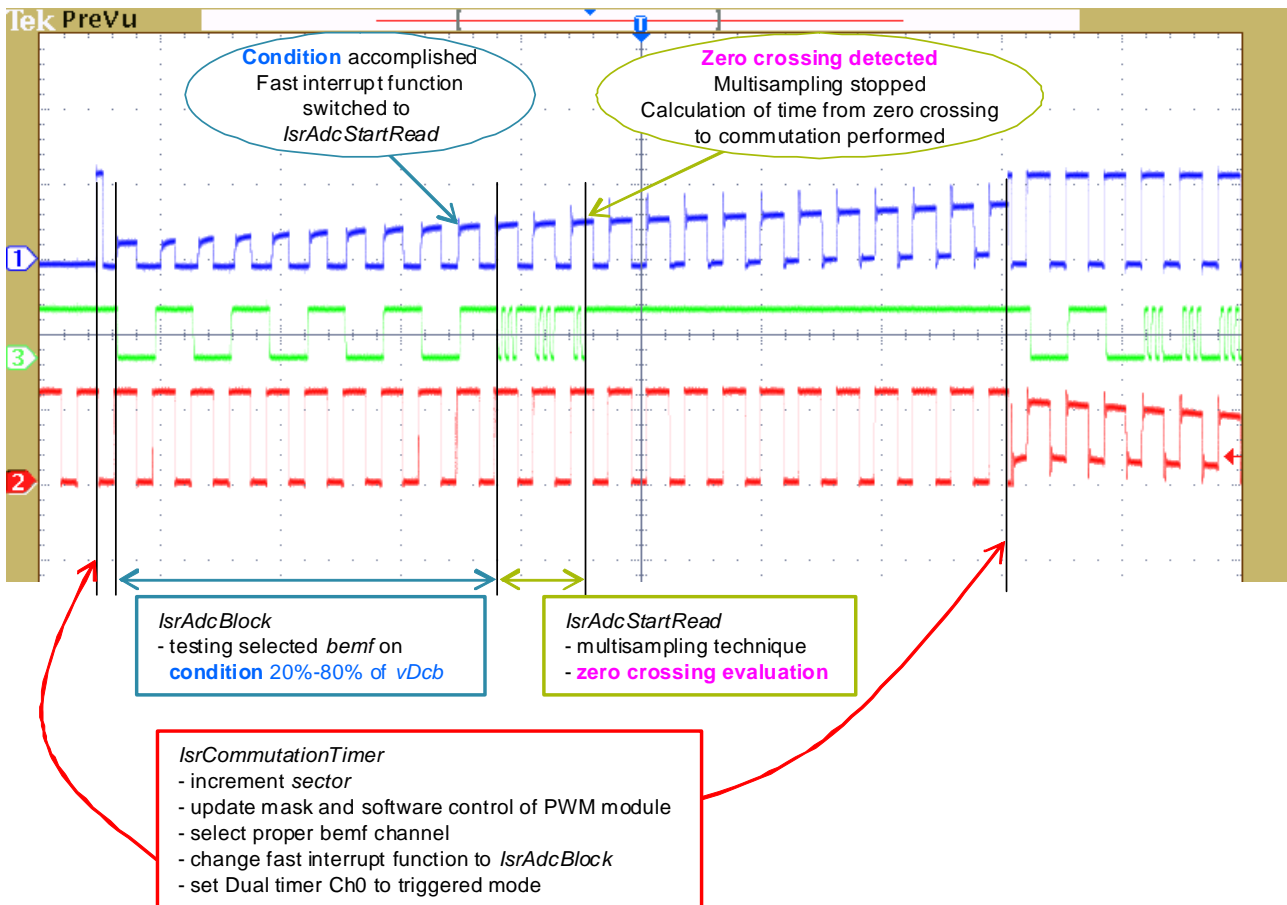 Tek PreVu
T
Condition accomplished
Fast interrupt function
switched to
IsrAdcStartRead
Zero crossing detected
Multisampling stopped
Calculation of time from zero crossing
to commutation performed
1
3
2
IsrAdcBlock
- testing selected bemf on
condition 20%-80% of vDcb
IsrAdcStartRead
- multisampling technique
- zero crossing evaluation
IsrCommutationTimer
- increment sector
- update mask and software control of PWM module
- select proper bemf channel
- change fast interrupt function to IsrAdcBlock
- set Dual timer Ch0 to triggered mode